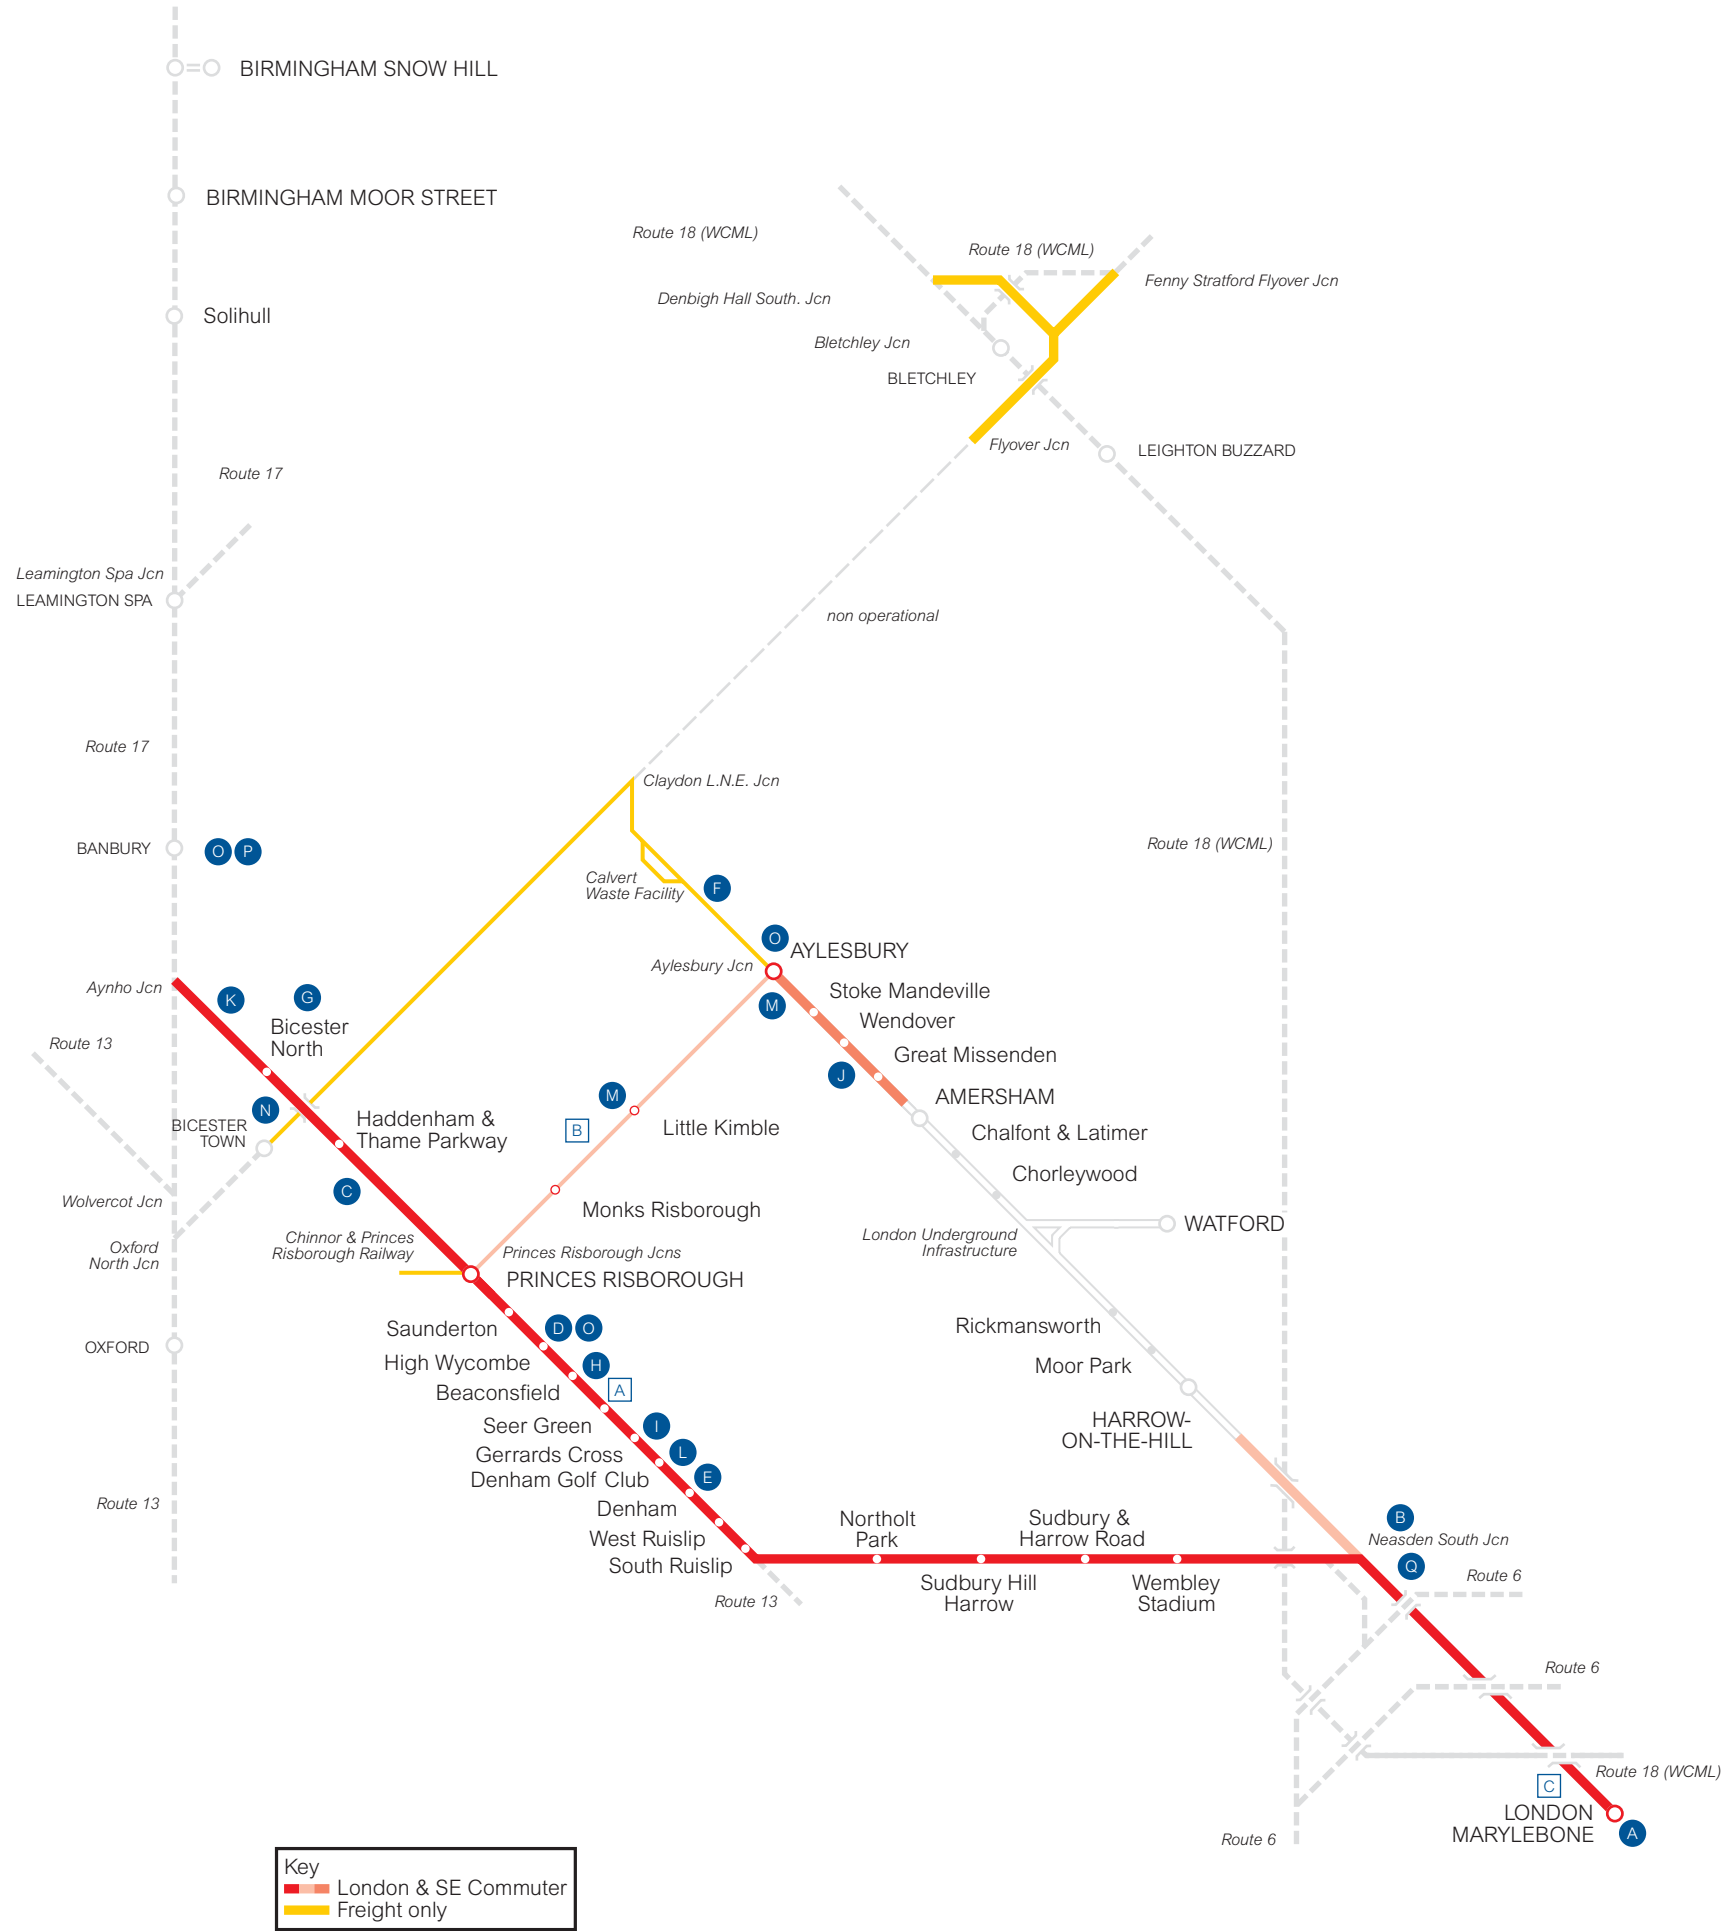 BIRMINGHAM SNOW HILL
BIRMINGHAM MOOR STREET
Route 18 (WCML)
Route 18 (WCML)
Fenny Stratford Flyover Jcn
Denbigh Hall South. Jcn
Solihull
Bletchley Jcn
BLETCHLEY
Flyover Jcn
LEIGHTON BUZZARD
Route 17
Leamington Spa Jcn
LEAMINGTON SPA
non operational
Route 17
Claydon L.N.E. Jcn
BANBURY
O P
Route 18 (WCML)
Calvert
Waste Facility
F
O
AYLESBURY
Aylesbury Jcn
Aynho Jcn
K
G
M
Stoke Mandeville
Bicester
North
Wendover
Route 13
Great Missenden
J
M
AMERSHAM
N
BICESTER
TOWN
Haddenham &
Thame Parkway
B
Little Kimble
Chalfont & Latimer
Chorleywood
C
Wolvercot Jcn
Monks Risborough
WATFORD
London Underground
Infrastructure
Oxford
North Jcn
Chinnor & Princes
Risborough Railway
Princes Risborough Jcns
PRINCES RISBOROUGH
Saunderton
D O
Rickmansworth
OXFORD
High Wycombe
H
Moor Park
Beaconsfield
A
Seer Green
I
HARROW-
ON-THE-HILL
Gerrards Cross
L
Denham Golf Club
E
Route 13
Denham
West Ruislip
South Ruislip
Northolt
Park
Sudbury &
Harrow Road
B
Neasden South Jcn
Q
Sudbury Hill
Harrow
Wembley
Stadium
Route 6
Route 13
Route 6
Route 18 (WCML)
C
LONDON
MARYLEBONE
A
Route 6
Key
London & SE Commuter
Freight only